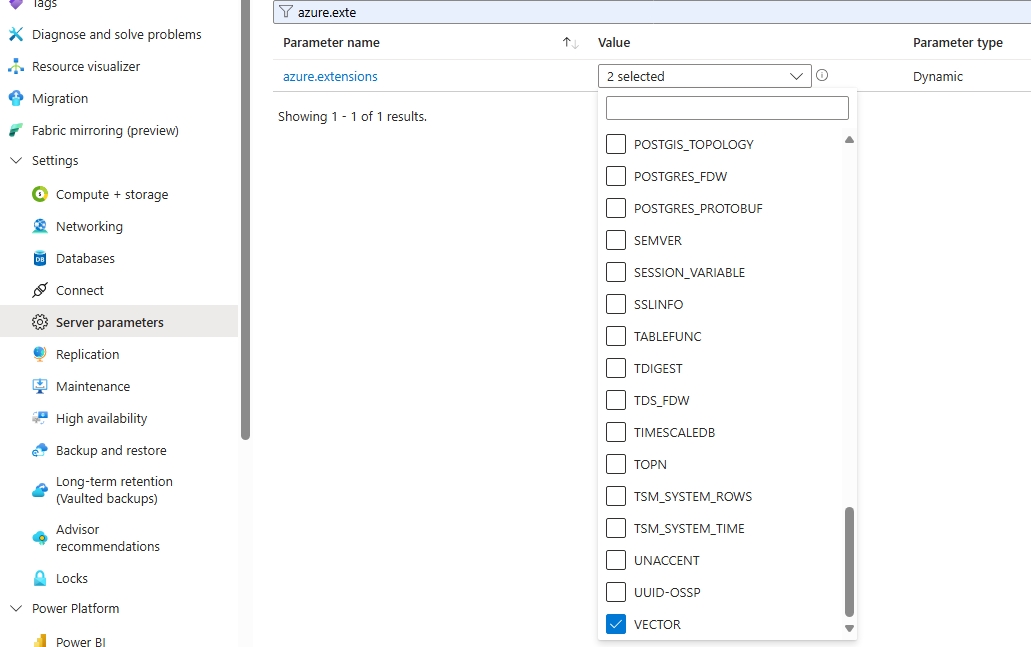 Tags
Diagnose and solve problems
Resource visualizer
Migration
Fabric mirroring (preview)
Settings
Compute + storage
Networking
Databases
Connect
Server parameters
Replication
Maintenance
High availability
Backup and restore
Long-term retention
(Vaulted backups)
Advisor
recommendations
Locks
Power Platform
Power BI
azure.exte
Parameter name
Value
Parameter type
azure.extensions
2 selected
Dynamic
Showing 1 - 1 of 1 results.
POSTGIS_TOPOLOGY
POSTGRES_FDW
POSTGRES_PROTOBUF
SEMVER
SESSION_VARIABLE
SSLINFO
TABLEFUNC
TDIGEST
TDS_FDW
TIMESCALEDB
TOPN
TSM_SYSTEM_ROWS
TSM_SYSTEM_TIME
UNACCENT
UUID-OSSP
VECTOR